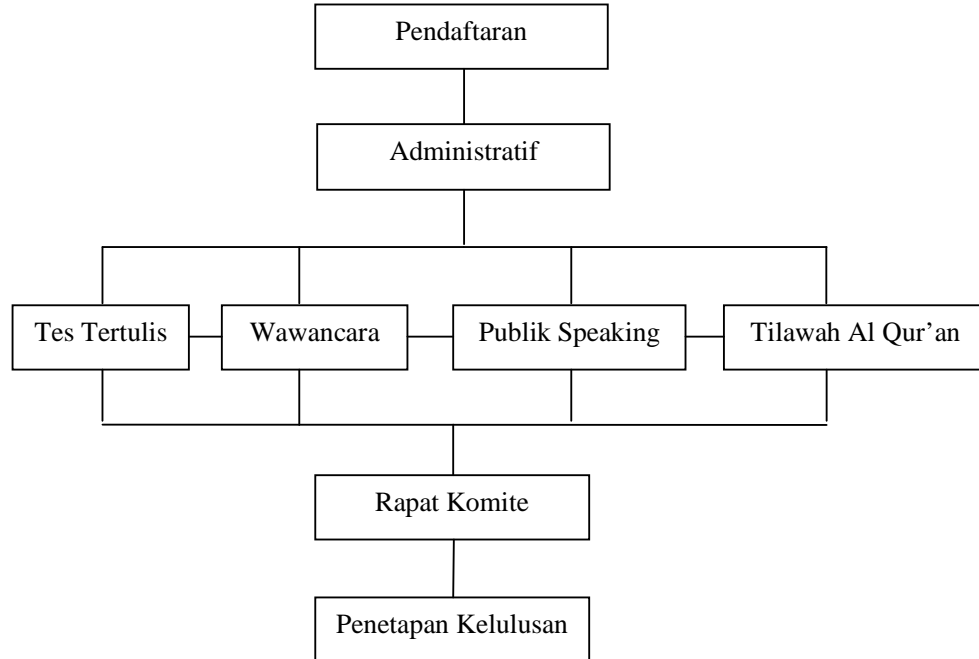 Pendaftaran
Administratif
Tes Tertulis
Wawancara
Publik Speaking
Tilawah Al Qur’an
Rapat Komite
Penetapan Kelulusan